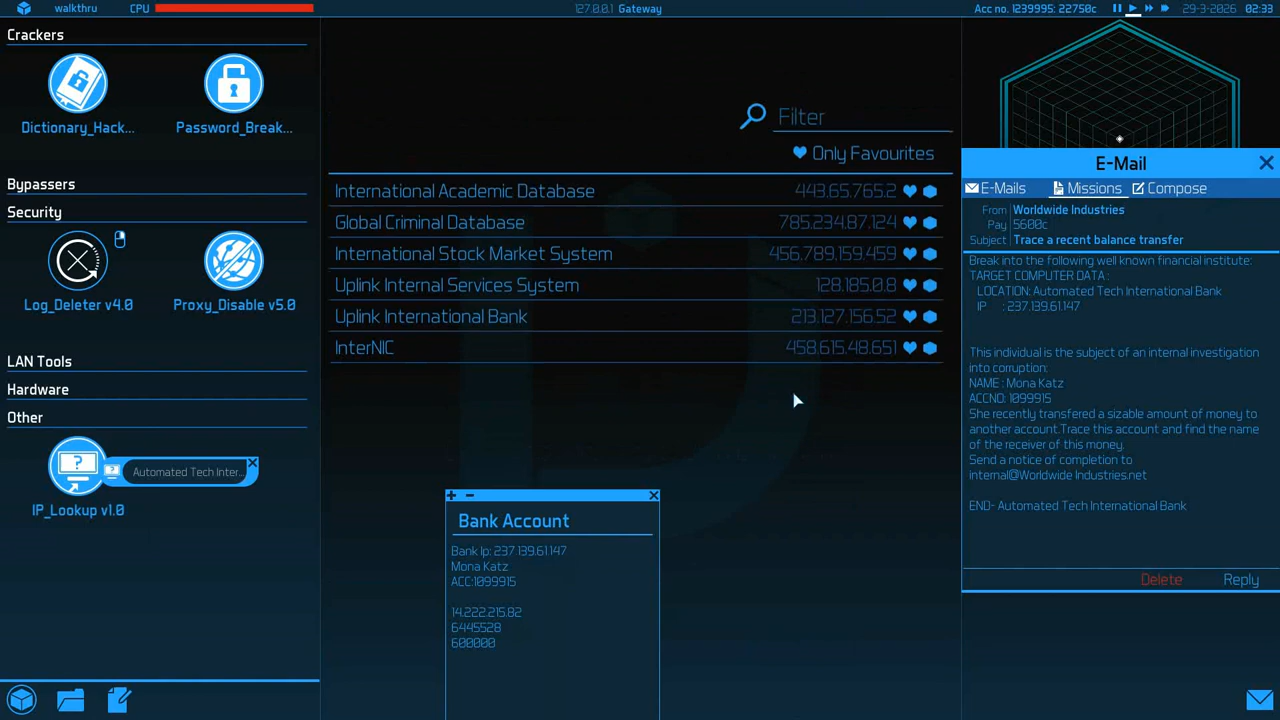 walkthru
CPU
127.0.0.1 Gateway
Acc no. 1239995: 22750c
29-3-2026 02:33
Crackers
Dictionary_Hack...
Password_Break...
Bypassers
Security
Log_Deleter v4.0
Proxy_Disable v5.0
LAN Tools
Hardware
Other
Automated Tech Inter...
IP_Lookup v1.0
Filter
Only Favourites
International Academic Database 443.65.765.2
Global Criminal Database 785.234.87.124
International Stock Market System 456.789.159.459
Uplink Internal Services System 128.185.0.8
Uplink International Bank 213.127.156.52
InterNIC 458.615.48.651
Bank Account
Bank Ip: 237.139.61.147
Mona Katz
ACC:1099915
14.222.215.82
6445528
600000
E-Mail
E-Mails Missions Compose
From Worldwide Industries
Pay 5600c
Subject Trace a recent balance transfer
Break into the following well known financial institute:
TARGET COMPUTER DATA :
LOCATION: Automated Tech International Bank
IP : 237.139.61.147
This individual is the subject of an internal investigation
into corruption:
NAME : Mona Katz
ACCNO: 1099915
She recently transfered a sizable amount of money to
another account.Trace this account and find the name
of the receiver of this money.
Send a notice of completion to
internal@Worldwide Industries.net
END- Automated Tech International Bank
Delete Reply